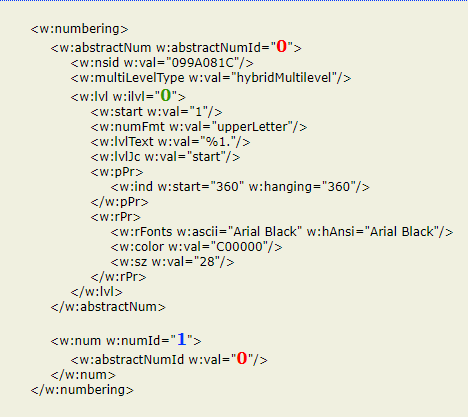 <w:numbering>
<w:abstractNum w:abstractNumId="0">
<w:nsid w:val="099A081C"/>
<w:multiLevelType w:val="hybridMultilevel"/>
<w:lvl w:ilvl="0">
<w:start w:val="1"/>
<w:numFmt w:val="upperLetter"/>
<w:lvlText w:val="%1."/>
<w:lvlJc w:val="start"/>
<w:pPr>
<w:ind w:start="360" w:hanging="360"/>
</w:pPr>
<w:rPr>
<w:rFonts w:ascii="Arial Black" w:hAnsi="Arial Black"/>
<w:color w:val="C00000"/>
<w:sz w:val="28"/>
</w:rPr>
</w:lvl>
</w:abstractNum>
<w:num w:numId="1">
<w:abstractNumId w:val="0"/>
</w:num>
</w:numbering>